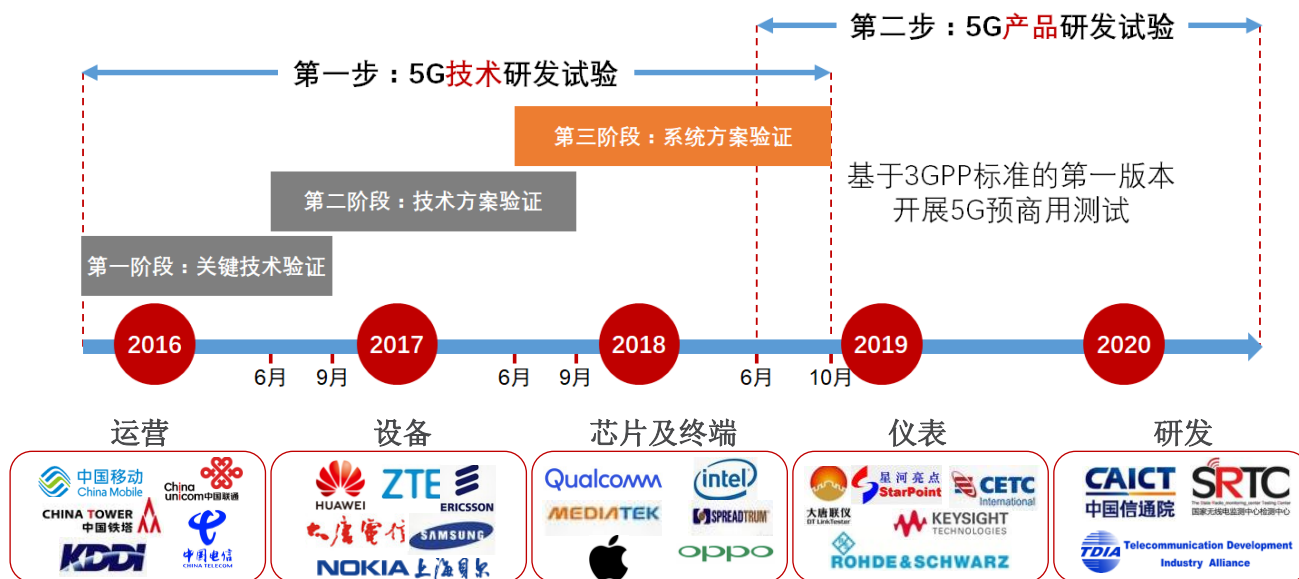 第二步：5G产品研发试验
第一步：5G技术研发试验
第三阶段：系统方案验证
基于3GPP标准的第一版本
开展5G预商用测试
第二阶段：技术方案验证
第一阶段：关键技术验证
2016
2017
2018
2019
2020
6月
9月
6月
9月
6月
10月
运营
设备
芯片及终端
仪表
研发
中国移动
China Mobile
China
unicom中国联通
CHINA TOWER
中国铁塔
KDDI
中国电信
CHINA TELECOM
HUAWEI
ZTE
ERICSSON
大唐电信
SAMSUNG
NOKIA 上海贝尔
Qualcomm
intel
MEDIATEK
SPREADTRUM
oppo
大唐联仪
DT LinkTester
星河亮点
StarPoint
CETC
International
KEYSIGHT
TECHNOLOGIES
ROHDE & SCHWARZ
CAICT
中国信通院
SRTC
The State Radio_monitoring_center Testing Center
国家无线电监测中心检测中心
TDIA
Telecommunication Development
Industry Alliance